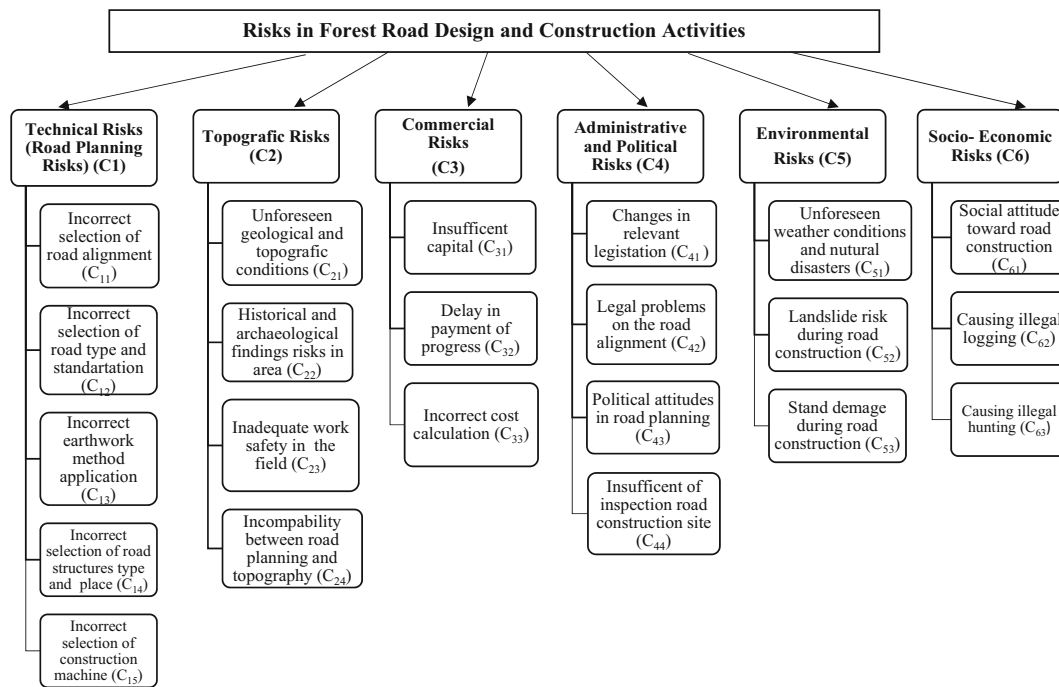 Risks in Forest Road Design and Construction Activities
Technical Risks
(Road Planning
Risks) (C1)
Incorrect
selection of
road alignment
(C₁₁)
Incorrect
selection of
road type and
standartation
(C₁₂)
Incorrect
earthwork
method
application
(C₁₃)
Incorrect
selection of road
structures type
and place (C₁₄)
Incorrect
selection of
construction
machine (C₁₅)
Topografic Risks
(C2)
Unforeseen
geological and
topografic
conditions (C₂₁)
Historical and
archaeological
findings risks in
area (C₂₂)
Inadequate work
safety in the
field (C₂₃)
Incompability
between road
planning and
topography (C₂₄)
Commercial
Risks
(C3)
Insufficent
capital (C₃₁)
Delay in
payment of
progress (C₃₂)
Incorrect cost
calculation (C₃₃)
Administrative
and Political
Risks (C4)
Changes in
relevant
legistation (C₄₁)
Legal problems
on the road
alignment (C₄₂)
Political attitudes
in road planning
(C₄₃)
Insufficent of
inspection road
construction site
(C₄₄)
Environmental
Risks (C5)
Unforeseen
weather conditions
and nutural
disasters (C₅₁)
Landslide risk
during road
construction (C₅₂)
Stand demage
during road
construction (C₅₃)
Socio- Economic
Risks (C6)
Social attitude
toward road
construction
(C₆₁)
Causing illegal
logging (C₆₂)
Causing illegal
hunting (C₆₃)